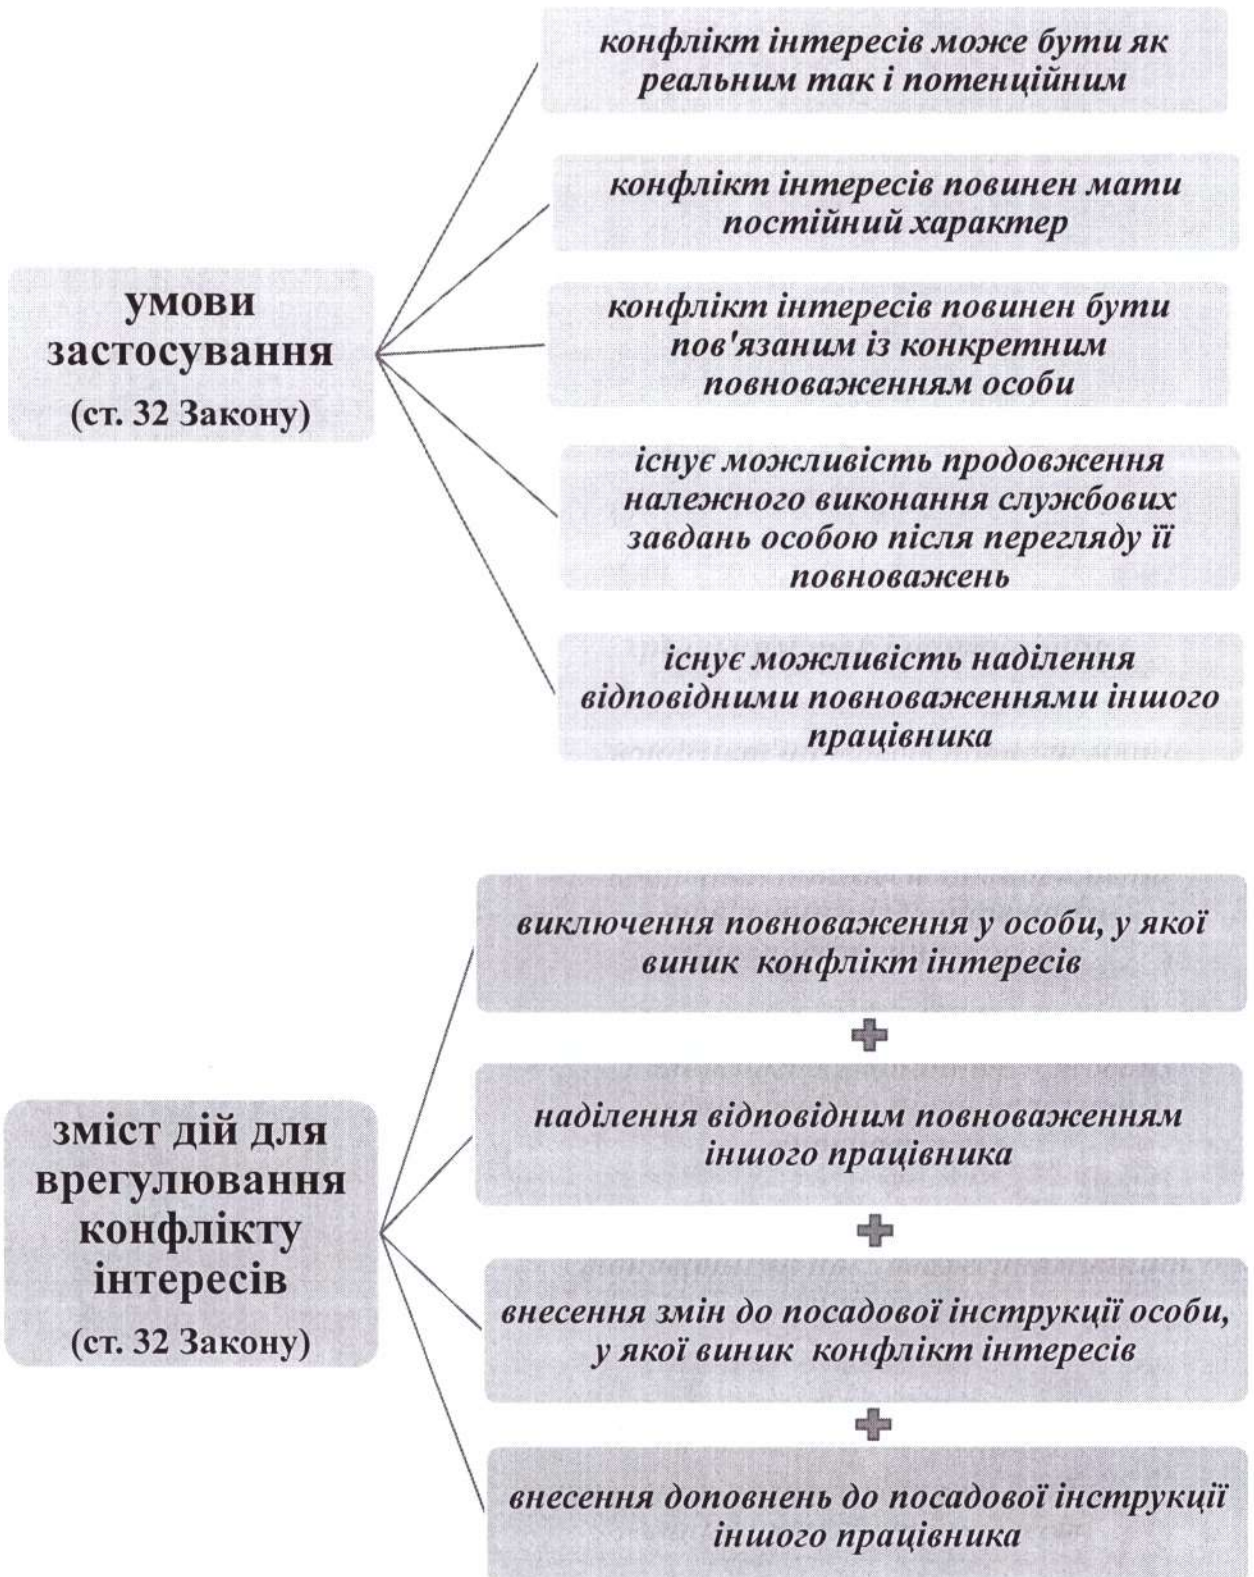 конфлікт інтересів може бути як
реальним так і потенційним
конфлікт інтересів повинен мати
постійний характер
умови
застосування
(ст. 32 Закону)
конфлікт інтересів повинен бути
пов'язаним із конкретним
повноваженням особи
існує можливість продовження
належного виконання службових
завдань особою після перегляду її
повноважень
існує можливість наділення
відповідними повноваженнями іншого
працівника
виключення повноваження у особи, у якої
виник конфлікт інтересів
наділення відповідним повноваженням
іншого працівника
зміст дій для
врегулювання
конфлікту
інтересів
(ст. 32 Закону)
внесення змін до посадової інструкції особи,
у якої виник конфлікт інтересів
внесення доповнень до посадової інструкції
іншого працівника